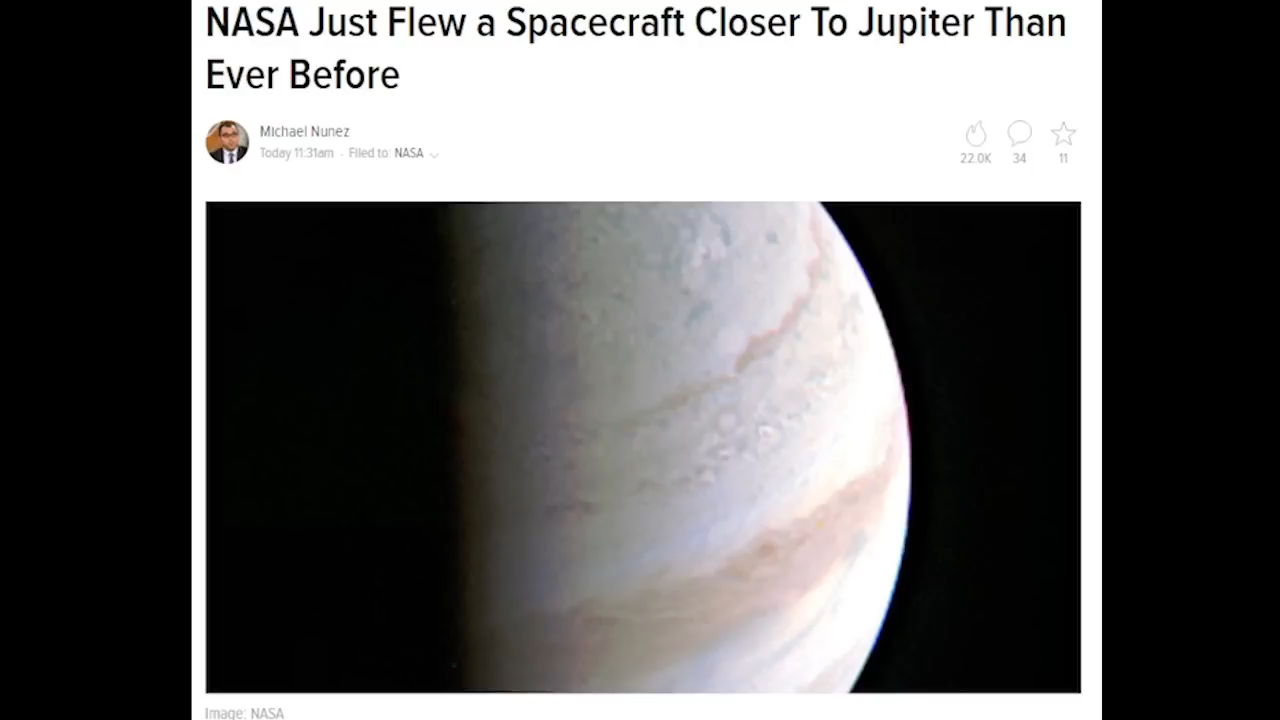 NASA Just Flew a Spacecraft Closer To Jupiter Than
Ever Before
Michael Nunez
Today 11:31am · Filed to: NASA
22.0K 34 11
Image: NASA